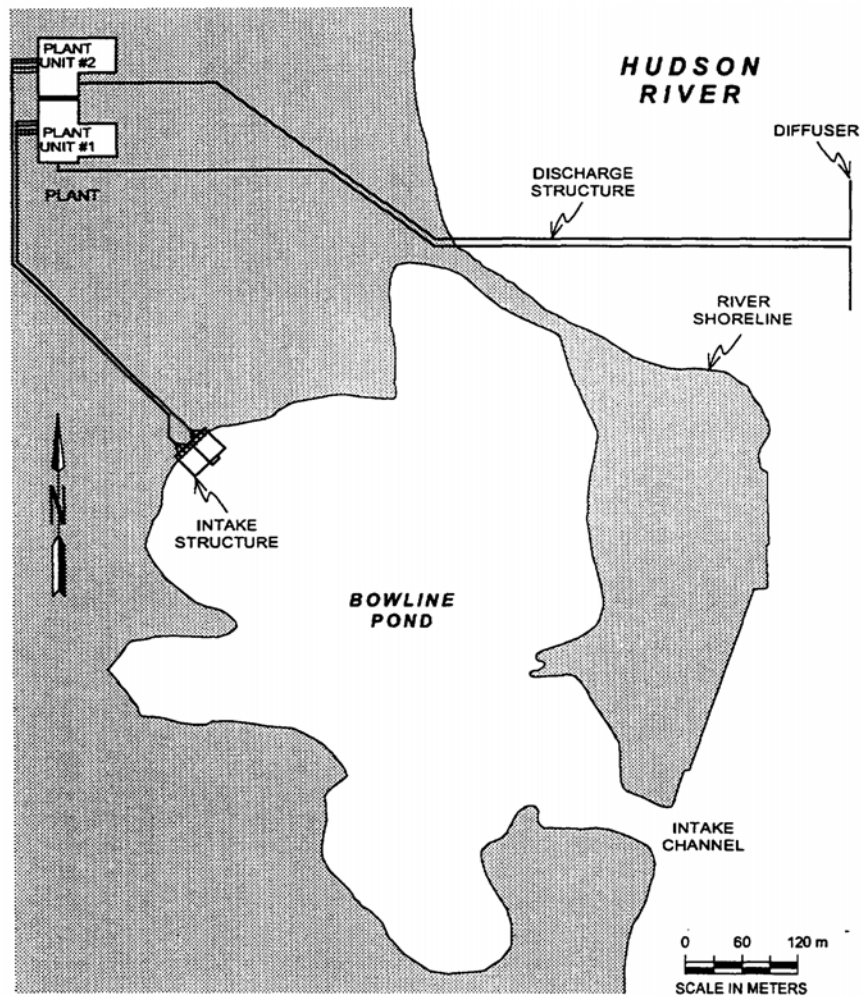 PLANT
UNIT #2
HUDSON
RIVER
PLANT
UNIT #1
DIFFUSER
DISCHARGE
STRUCTURE
PLANT
RIVER
SHORELINE
N
INTAKE
STRUCTURE
BOWLINE
POND
INTAKE
CHANNEL
0 60 120 m
SCALE IN METERS